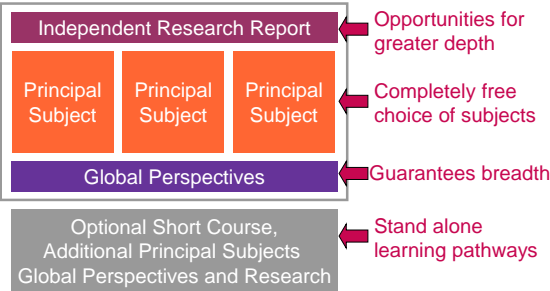 Independent Research Report
Opportunities for
greater depth
Principal
Subject
Principal
Subject
Principal
Subject
Completely free
choice of subjects
Global Perspectives
Guarantees breadth
Optional Short Course,
Additional Principal Subjects
Global Perspectives and Research
Stand alone
learning pathways